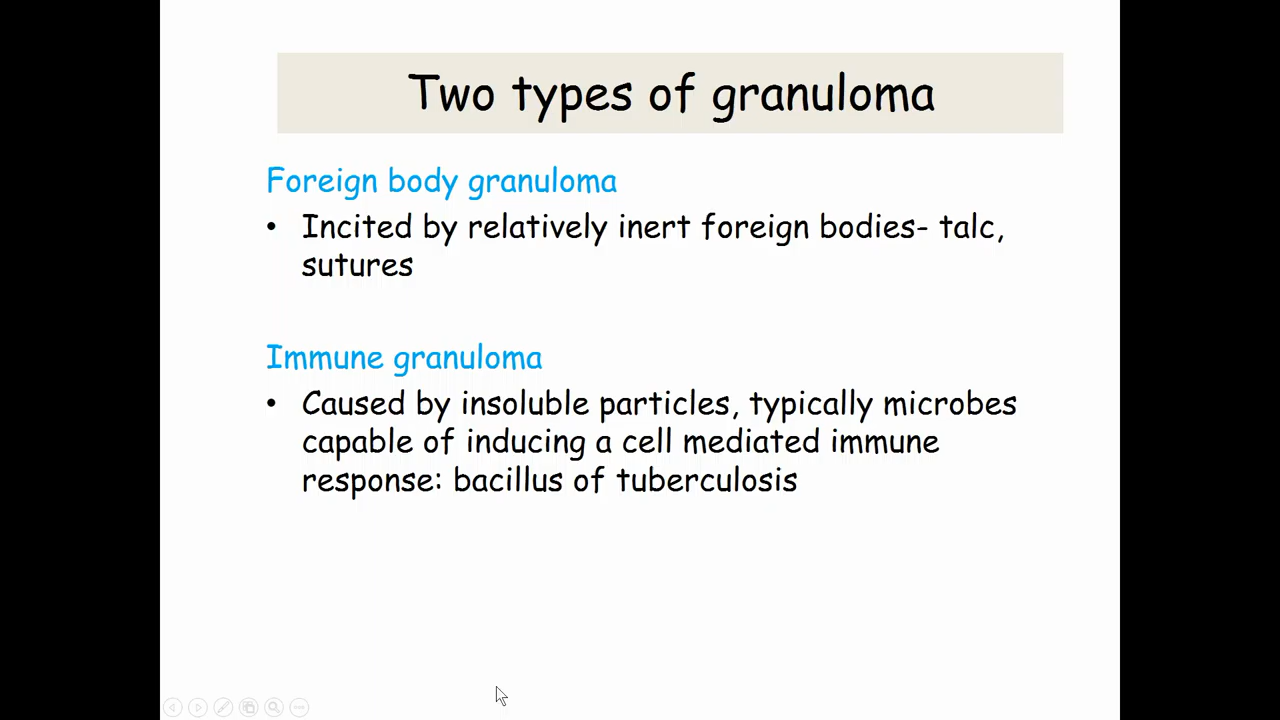 Two types of granuloma
Foreign body granuloma
• Incited by relatively inert foreign bodies- talc,
sutures
Immune granuloma
• Caused by insoluble particles, typically microbes
capable of inducing a cell mediated immune
response: bacillus of tuberculosis